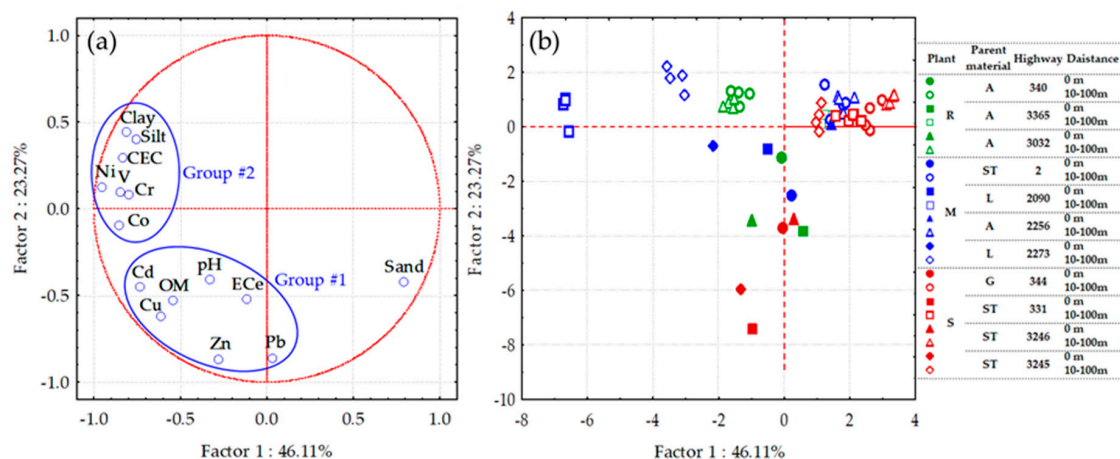 (a)
1.0
0.5
0.0
-0.5
-1.0
Factor 2 : 23.27%
Clay
Silt
CEC
Ni V
Cr
Co
Group #2
Cd
OM
pH
ECe
Group #1
Sand
Cu
Zn
Pb
-1.0 -0.5 0.0 0.5 1.0
Factor 1 : 46.11%
(b)
4
2
0
-2
-4
-6
-8
-10
Factor 2: 23.27%
-8 -6 -4 -2 0 2 4
Factor 1 : 46.11%
Plant Parent material Highway Daistance
R A 340 0 m
10-100m
A 3365 0 m
10-100m
A 3032 0 m
10-100m
M ST 2 0 m
10-100m
L 2090 0 m
10-100m
A 2256 0 m
10-100m
L 2273 0 m
10-100m
S G 344 0 m
10-100m
ST 331 0 m
10-100m
ST 3246 0 m
10-100m
ST 3245 0 m
10-100m